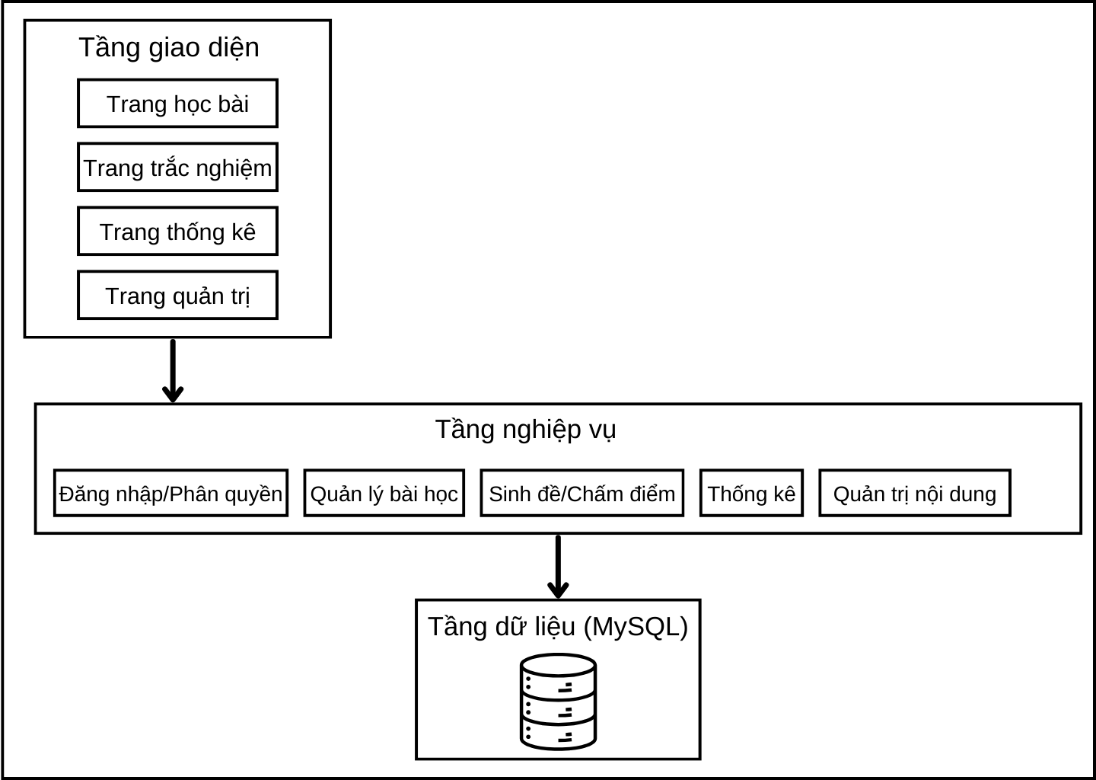 Tầng giao diện
Trang học bài
Trang trắc nghiệm
Trang thống kê
Trang quản trị
Tầng nghiệp vụ
Đăng nhập/Phân quyền
Quản lý bài học
Sinh đề/Chấm điểm
Thống kê
Quản trị nội dung
Tầng dữ liệu (MySQL)